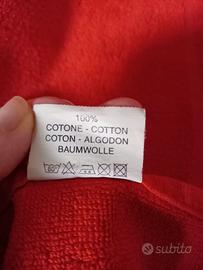 100%
COTONE - COTTON
COTON - ALGODON
BAUMWOLLE
subito